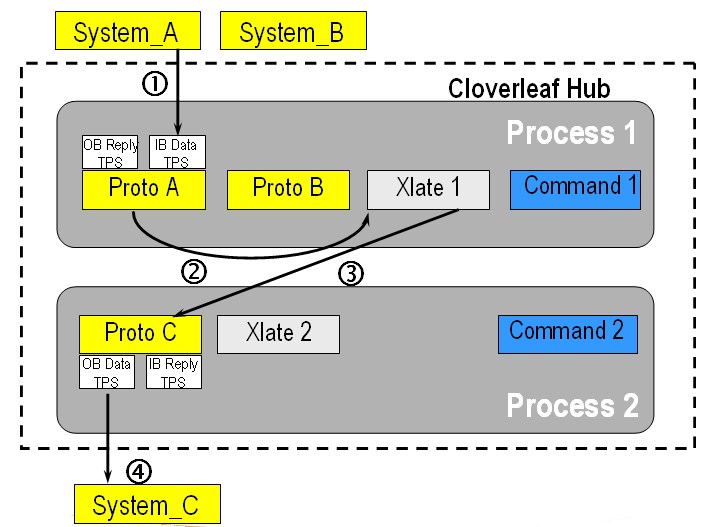 System_A System_B
①
Cloverleaf Hub
Process 1
OB Reply TPS IB Data TPS
Proto A Proto B Xlate 1 Command 1
② ③
Proto C Xlate 2 Command 2
OB Data TPS IB Reply TPS
Process 2
④
System_C